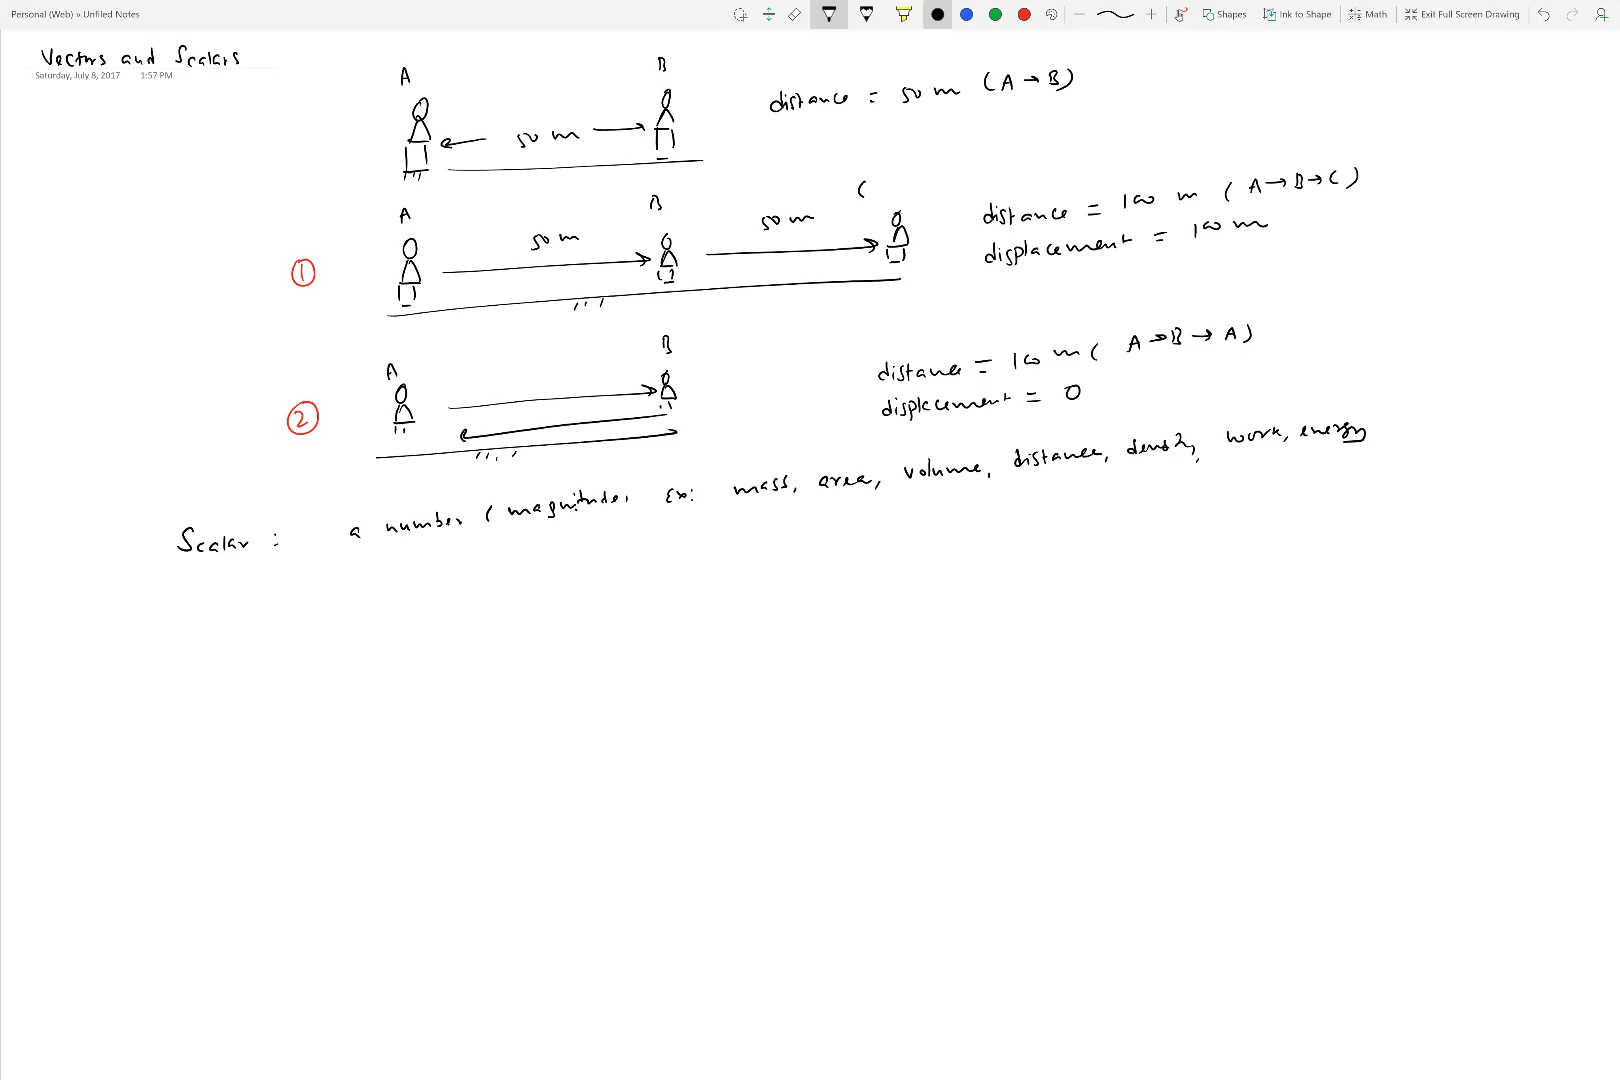 Personal (Web) » Unfiled Notes
Shapes Ink to Shape Math Exit Full Screen Drawing
Vectors and Scalars
Saturday, July 8, 2017 1:57 PM
A B
50 m
distance = 50 m (A → B)
A B C
50 m 50 m
distance = 100 m (A → B → C)
displacement = 100 m
1
A B
distance = 100 m (A → B → A)
displacement = 0
2
Scalar : a number (magnitude, Ex: mass, area, volume, distance, density, work, energy